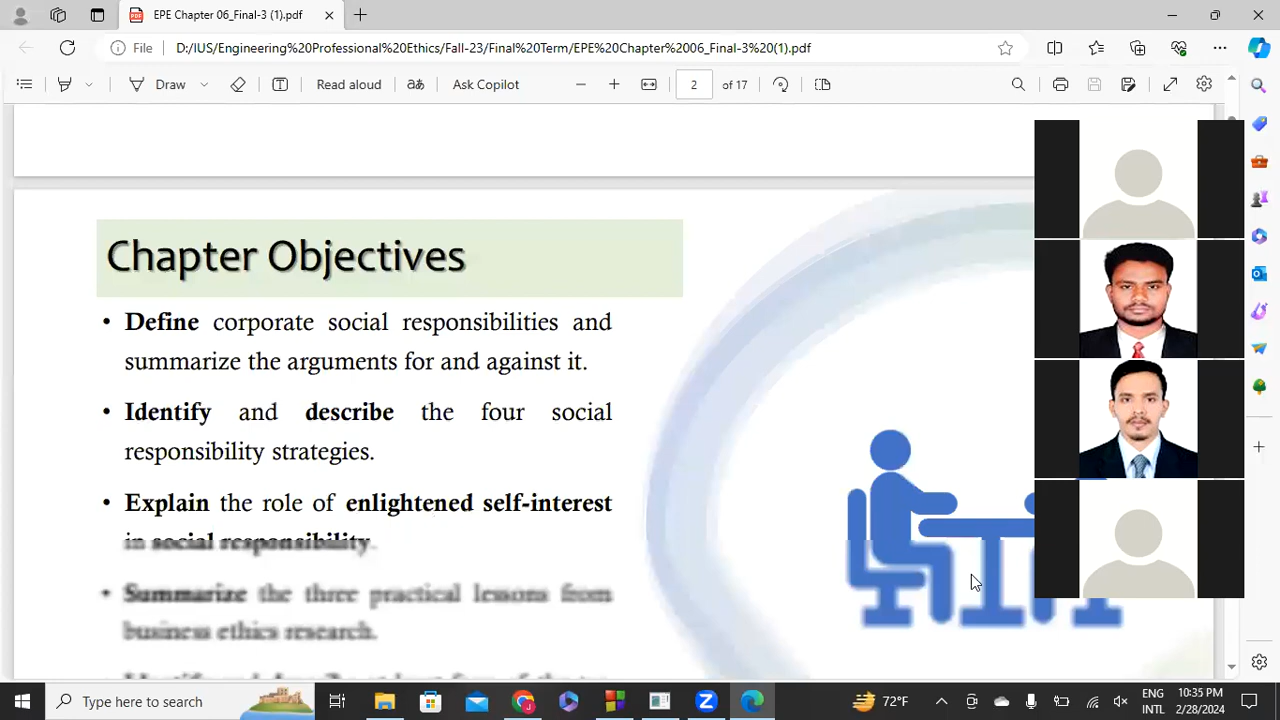 EPE Chapter 06_Final-3 (1).pdf
File
D:/IUS/Engineering%20Professional%20Ethics/Fall-23/Final%20Term/EPE%20Chapter%2006_Final-3%20(1).pdf
Draw
Read aloud
Ask Copilot
2 of 17
Chapter Objectives
• Define corporate social responsibilities and
summarize the arguments for and against it.
• Identify and describe the four social
responsibility strategies.
• Explain the role of enlightened self-interest
in social responsibility.
• Summarize the three practical lessons from
business ethics research.
Type here to search
72°F
ENG
INTL
10:35 PM
2/28/2024